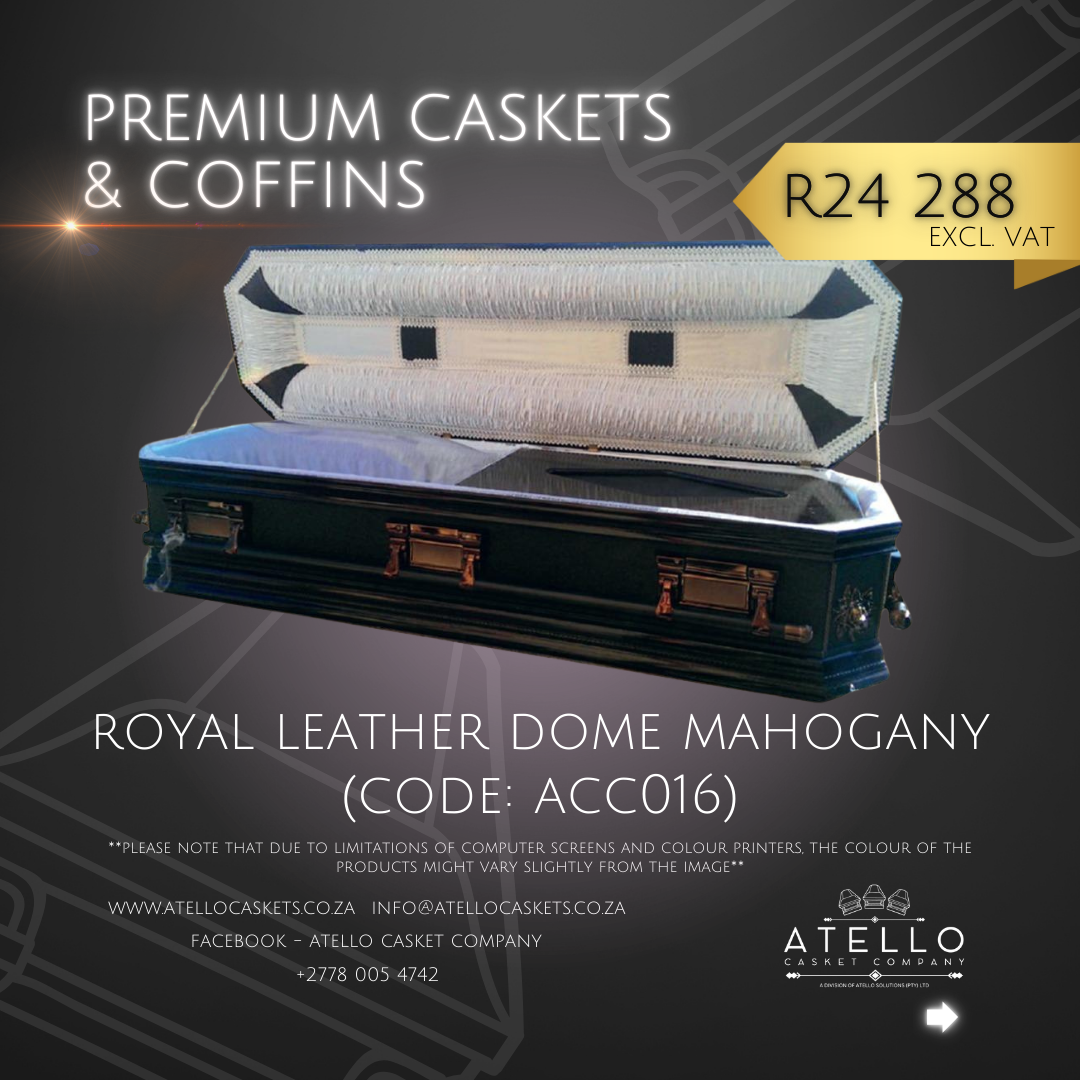 PREMIUM CASKETS
& COFFINS
R24 288
EXCL. VAT
ROYAL LEATHER DOME MAHOGANY
(CODE: ACC016)
**PLEASE NOTE THAT DUE TO LIMITATIONS OF COMPUTER SCREENS AND COLOUR PRINTERS, THE COLOUR OF THE
PRODUCTS MIGHT VARY SLIGHTLY FROM THE IMAGE**
WWW.ATELLOCASKETS.CO.ZA INFO@ATELLOCASKETS.CO.ZA
FACEBOOK - ATELLO CASKET COMPANY
+2778 005 4742
ATELLO
CASKET COMPANY
A DIVISION OF ATELLO SOLUTIONS (PTY) LTD